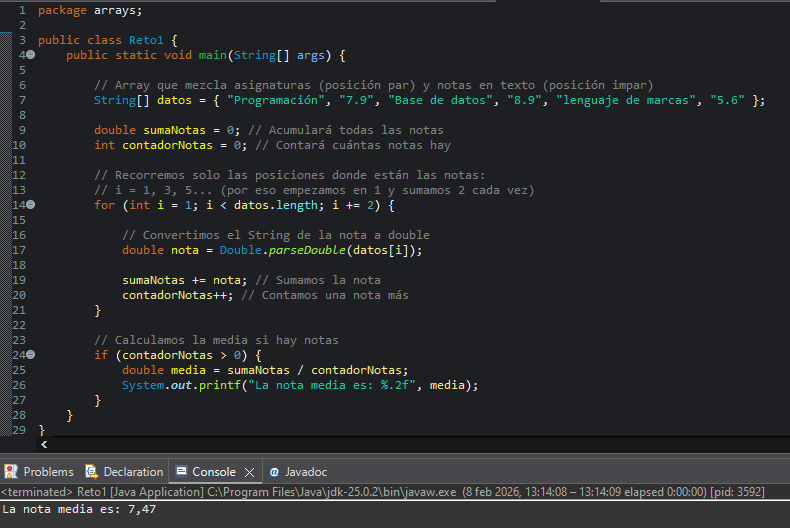 1 package arrays;
2
3 public class Reto1 {
4 public static void main(String[] args) {
5
6 // Array que mezcla asignaturas (posición par) y notas en texto (posición impar)
7 String[] datos = { "Programación", "7.9", "Base de datos", "8.9", "lenguaje de marcas", "5.6" };
8
9 double sumaNotas = 0; // Acumulará todas las notas
10 int contadorNotas = 0; // Contará cuántas notas hay
11
12 // Recorremos solo las posiciones donde están las notas:
13 // i = 1, 3, 5... (por eso empezamos en 1 y sumamos 2 cada vez)
14 for (int i = 1; i < datos.length; i += 2) {
15
16 // Convertimos el String de la nota a double
17 double nota = Double.parseDouble(datos[i]);
18
19 sumaNotas += nota; // Sumamos la nota
20 contadorNotas++; // Contamos una nota más
21 }
22
23 // Calculamos la media si hay notas
24 if (contadorNotas > 0) {
25 double media = sumaNotas / contadorNotas;
26 System.out.printf("La nota media es: %.2f", media);
27 }
28 }
29 }
Problems Declaration Console Javadoc
<terminated> Reto1 [Java Application] C:\Program Files\Java\jdk-25.0.2\bin\javaw.exe (8 feb 2026, 13:14:08 – 13:14:09 elapsed 0:00:00) [pid: 3592]
La nota media es: 7,47